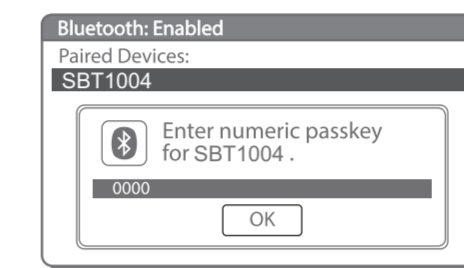 Bluetooth: Enabled
Paired Devices:
SBT1004
Enter numeric passkey
for SBT1004 .
0000
OK